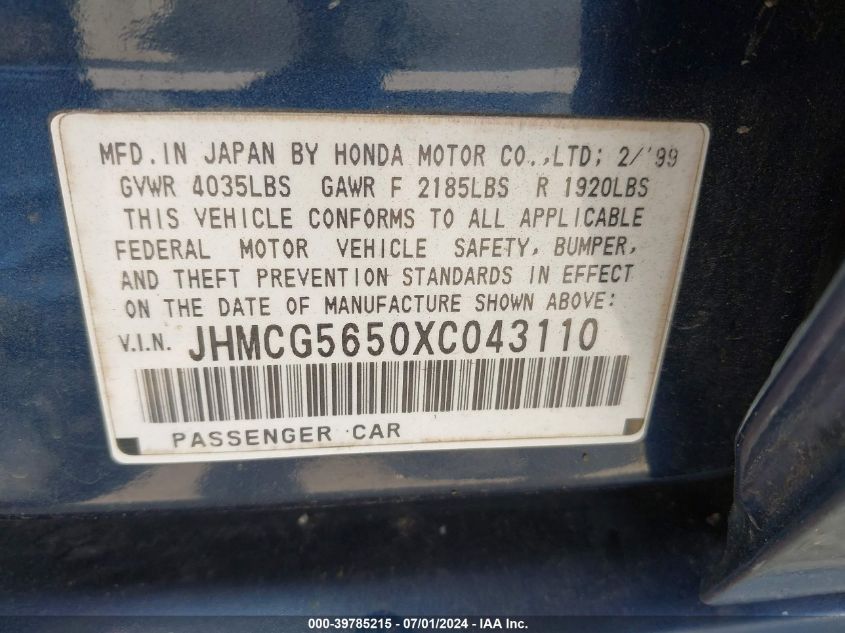 MFD. IN JAPAN BY HONDA MOTOR CO., LTD; 2/'99
GVWR 4035LBS GAWR F 2185LBS R 1920LBS
THIS VEHICLE CONFORMS TO ALL APPLICABLE
FEDERAL MOTOR VEHICLE SAFETY, BUMPER,
AND THEFT PREVENTION STANDARDS IN EFFECT
ON THE DATE OF MANUFACTURE SHOWN ABOVE:
V.I.N. JHMCG5650XC043110
PASSENGER CAR
000-39785215 - 07/01/2024 - IAA Inc.